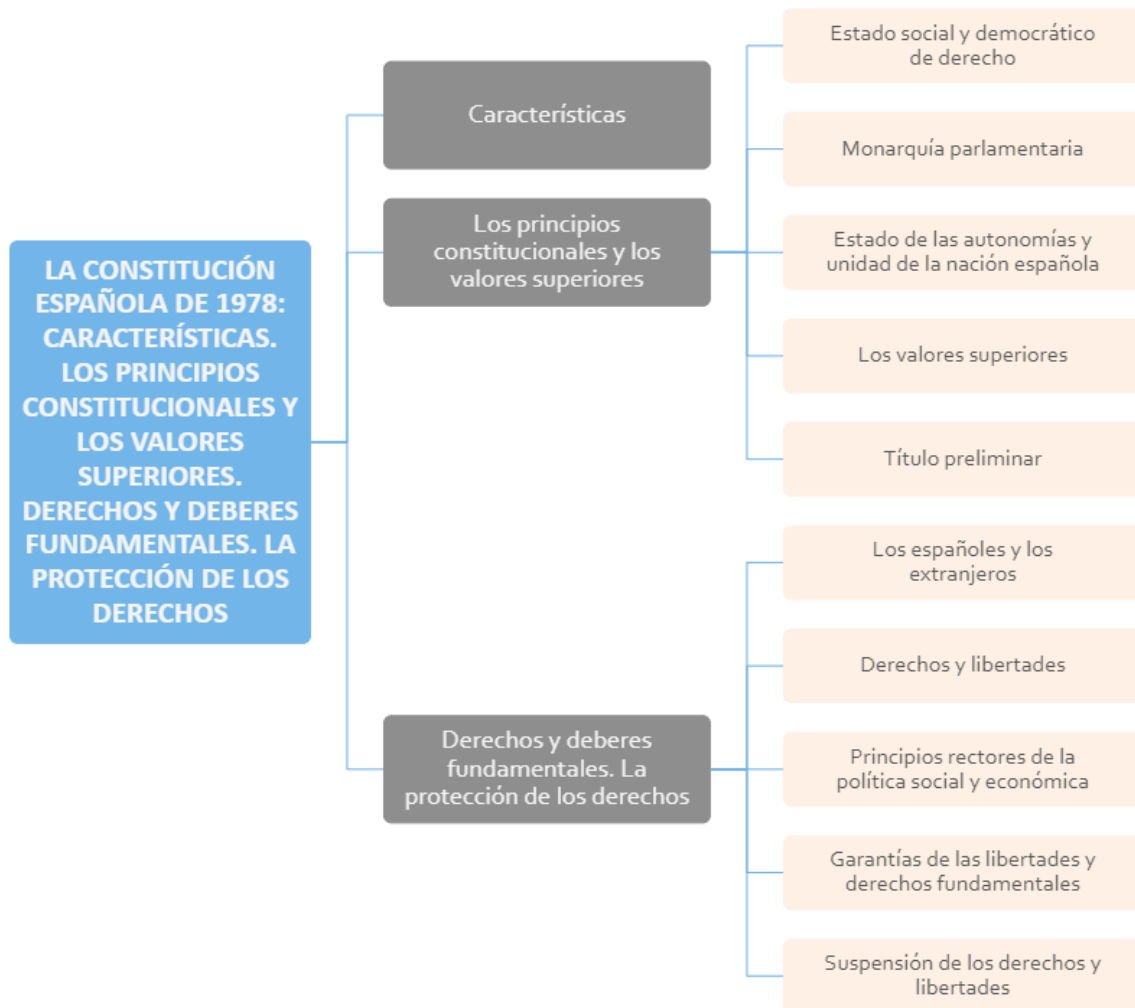 LA CONSTITUCIÓN
ESPAÑOLA DE 1978:
CARACTERÍSTICAS.
LOS PRINCIPIOS
CONSTITUCIONALES Y
LOS VALORES
SUPERIORES.
DERECHOS Y DEBERES
FUNDAMENTALES. LA
PROTECCIÓN DE LOS
DERECHOS
Característícas
Los principios
constitucionales y los
valores superiores
Estado social y democrático
de derecho
Monarquía parlamentaria
Estado de las autonomías y
unidad de la nación española
Los valores superiores
Título preliminar
Derechos y deberes
fundamentales. La
protección de los derechos
Los españoles y los
extranjeros
Derechos y libertades
Principios rectores de la
política social y económica
Garantías de las libertades y
derechos fundamentales
Suspensión de los derechos y
libertades